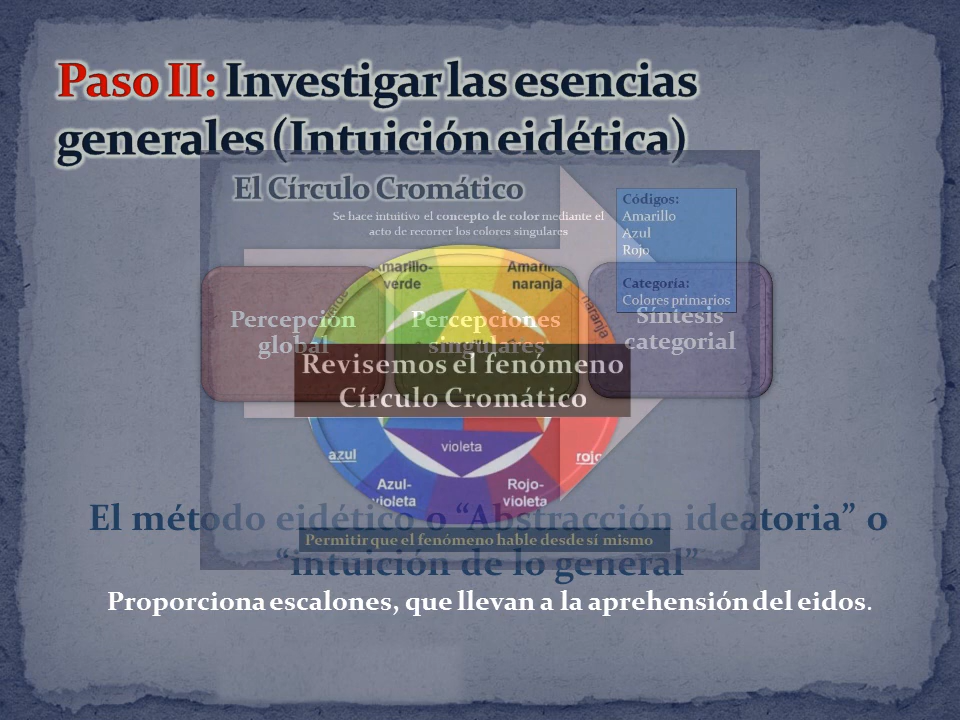 Paso II: Investigar las esencias
generales (Intuición eidética)
El Círculo Cromático
Se hace intuitivo el concepto de color mediante el
acto de recorrer los colores singulares
Códigos:
Amarillo
Azul
Rojo
Categoría:
Colores primarios
Amarillo-
verde
Amarillo-
naranja
naranja
Percepción
global
Percepciones
singulares
Síntesis
categorial
Revisemos el fenómeno
Círculo Cromático
azul
violeta
rojo
Azul-
violeta
Rojo-
violeta
El método eidético o “Abstracción ideatoria” o
“intuición de lo general”
Permitir que el fenómeno hable desde sí mismo
Proporciona escalones, que llevan a la aprehensión del eidos.